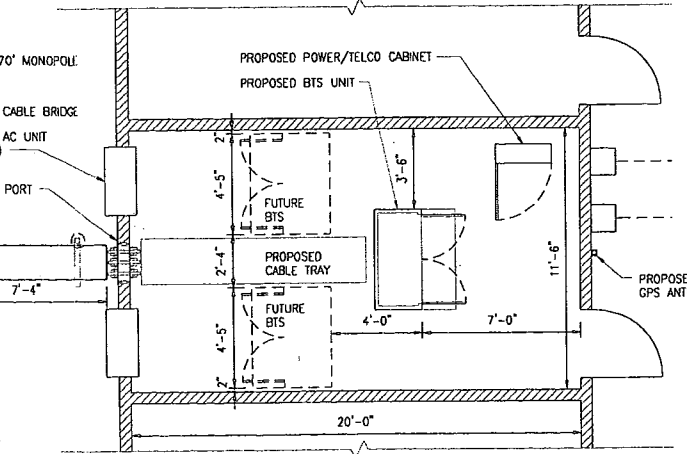 70' MONOPOLE
CABLE BRIDGE
AC UNIT
PORT
7'-4"
PROPOSED POWER/TELCO CABINET
PROPOSED BTS UNIT
2"
4'-5"
FUTURE
BTS
3'-6"
2'-4"
PROPOSED
CABLE TRAY
11'-6"
FUTURE
BTS
4'-5"
4'-0"
7'-0"
2"
20'-0"
PROPOSE
GPS ANT